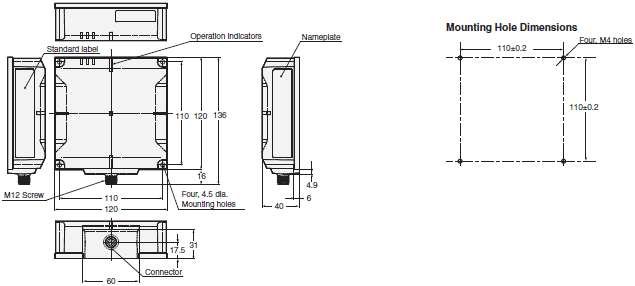 Operation indicators
Nameplate
Standard label
Mounting Hole Dimensions
Four, M4 holes
110±0.2
110±0.2
110
120
136
16
M12 Screw
110
120
Four, 4.5 dia.
Mounting holes
4.9
6
40
31
17.5
Connector
60